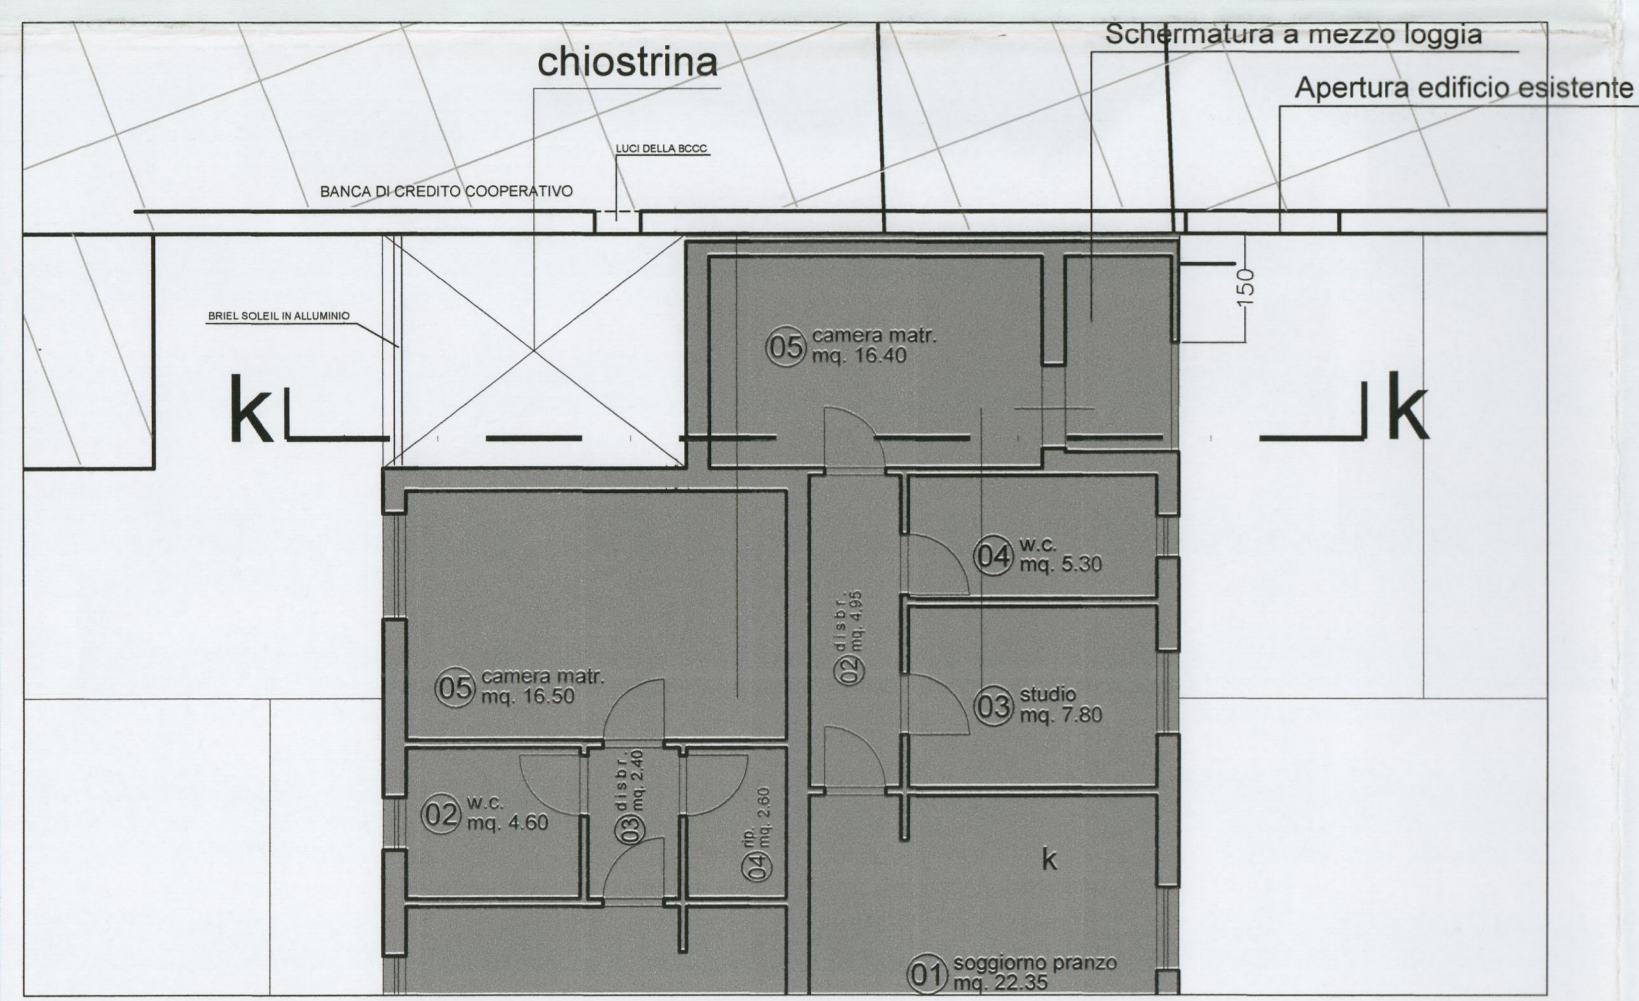 Schermatura a mezzo loggia
chiostrina
Apertura edificio esistente
LUCI DELLA BCCC
BANCA DI CREDITO COOPERATIVO
150
BRIEL SOLEIL IN ALLUMINIO
05 camera matr.
mq. 16.40
k
k
04 w.c.
mq. 5.30
02 disbr.
mq. 4.95
05 camera matr.
mq. 16.50
03 studio
mq. 7.80
02 w.c.
mq. 4.60
03 disbr.
mq. 2.40
04 rip.
mq. 2.60
k
01 soggiorno pranzo
mq. 22.35